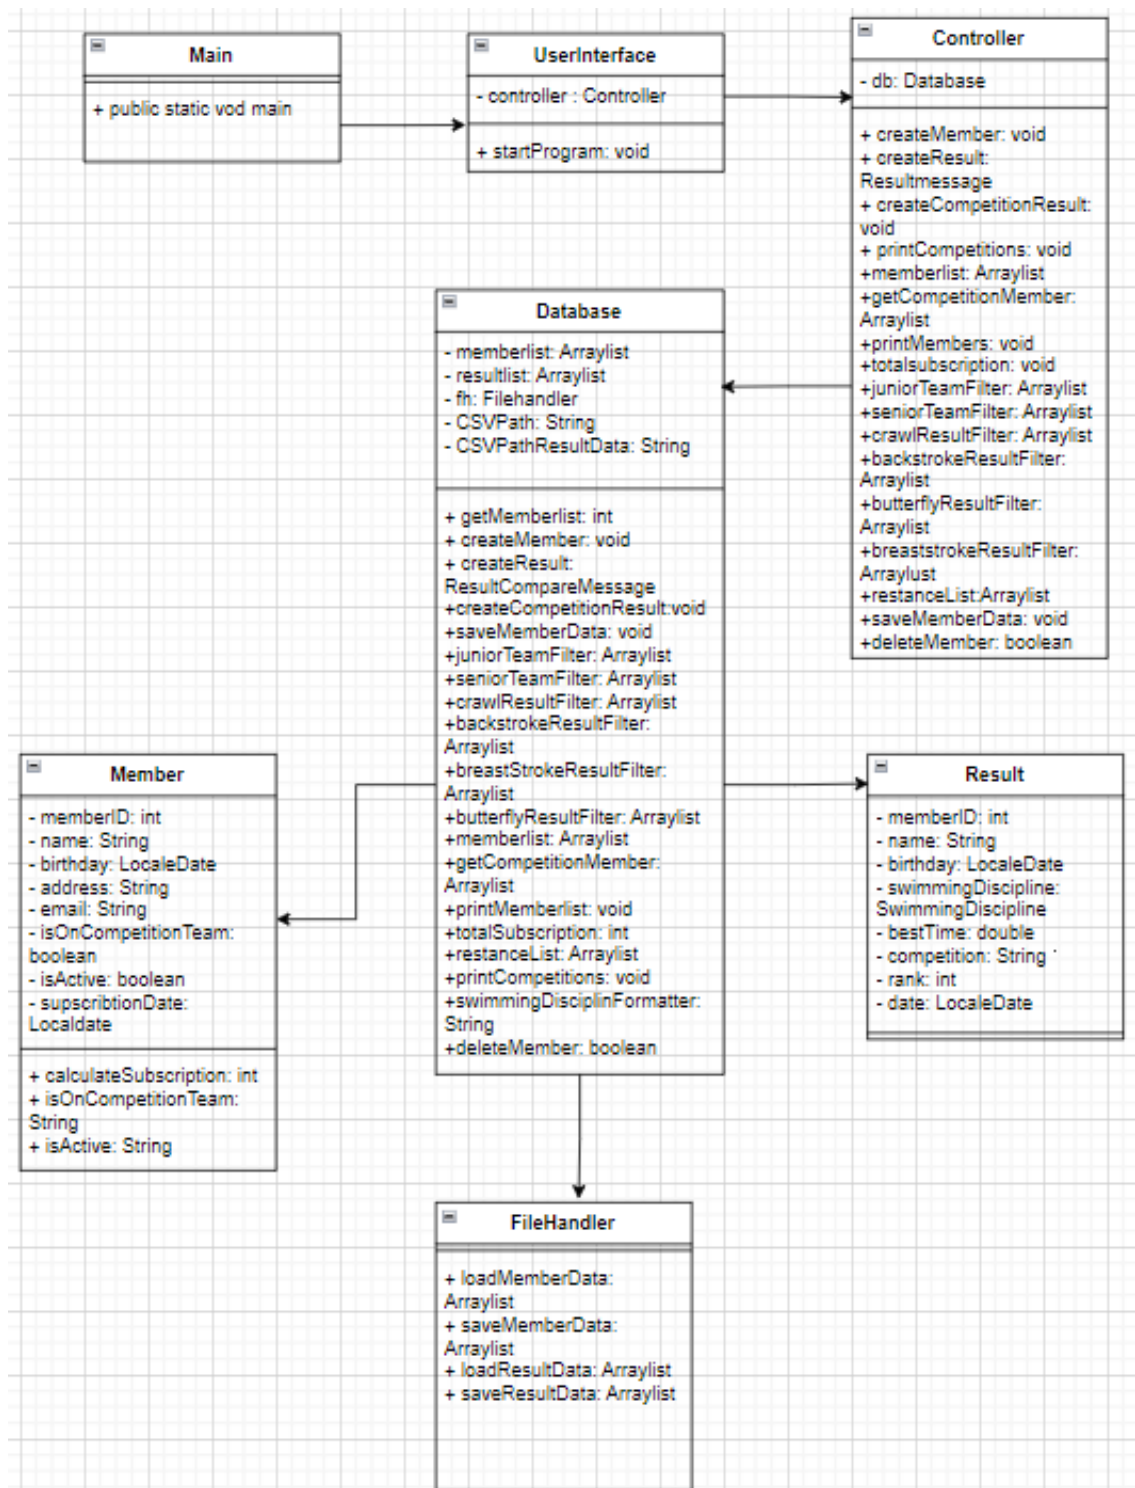 Main
+ public static vod main
UserInterface
- controller : Controller
+ startProgram: void
Controller
- db: Database
+ createMember: void
+ createResult:
Resultmessage
+ createCompetitionResult:
void
+ printCompetitions: void
+memberlist: Arraylist
+getCompetitionMember:
Arraylist
+printMembers: void
+totalsubscription: void
+juniorTeamFilter: Arraylist
+seniorTeamFilter: Arraylist
+crawlResultFilter: Arraylist
+backstrokeResultFilter:
Arraylist
+butterflyResultFilter:
Arraylist
+breaststrokeResultFilter:
Arraylust
+restanceList:Arraylist
+saveMemberData: void
+deleteMember: boolean
Database
- memberlist: Arraylist
- resultlist: Arraylist
- fh: Filehandler
- CSVPath: String
- CSVPathResultData: String
+ getMemberlist: int
+ createMember: void
+ createResult:
ResultCompareMessage
+createCompetitionResult:void
+saveMemberData: void
+juniorTeamFilter: Arraylist
+seniorTeamFilter: Arraylist
+crawlResultFilter: Arraylist
+backstrokeResultFilter:
Arraylist
+breastStrokeResultFilter:
Arraylist
+butterflyResultFilter: Arraylist
+memberlist: Arraylist
+getCompetitionMember:
Arraylist
+printMemberlist: void
+totalSubscription: int
+restanceList: Arraylist
+printCompetitions: void
+swimmingDisciplinFormatter:
String
+deleteMember: boolean
Member
- memberID: int
- name: String
- birthday: LocaleDate
- address: String
- email: String
- isOnCompetitionTeam:
boolean
- isActive: boolean
- supscribtionDate:
Localdate
+ calculateSubscription: int
+ isOnCompetitionTeam:
String
+ isActive: String
Result
- memberID: int
- name: String
- birthday: LocaleDate
- swimmingDiscipline:
SwimmingDiscipline
- bestTime: double
- competition: String
- rank: int
- date: LocaleDate
FileHandler
+ loadMemberData:
Arraylist
+ saveMemberData:
Arraylist
+ loadResultData: Arraylist
+ saveResultData: Arraylist